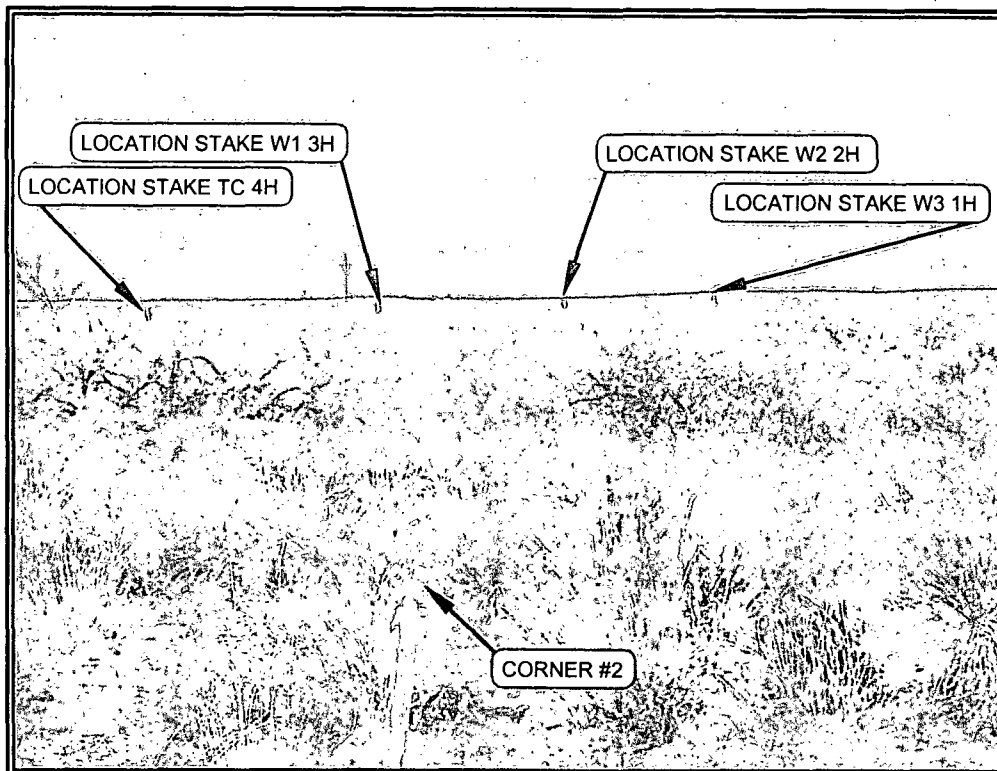 LOCATION STAKE W1 3H
LOCATION STAKE W2 2H
LOCATION STAKE TC 4H
LOCATION STAKE W3 1H
CORNER #2